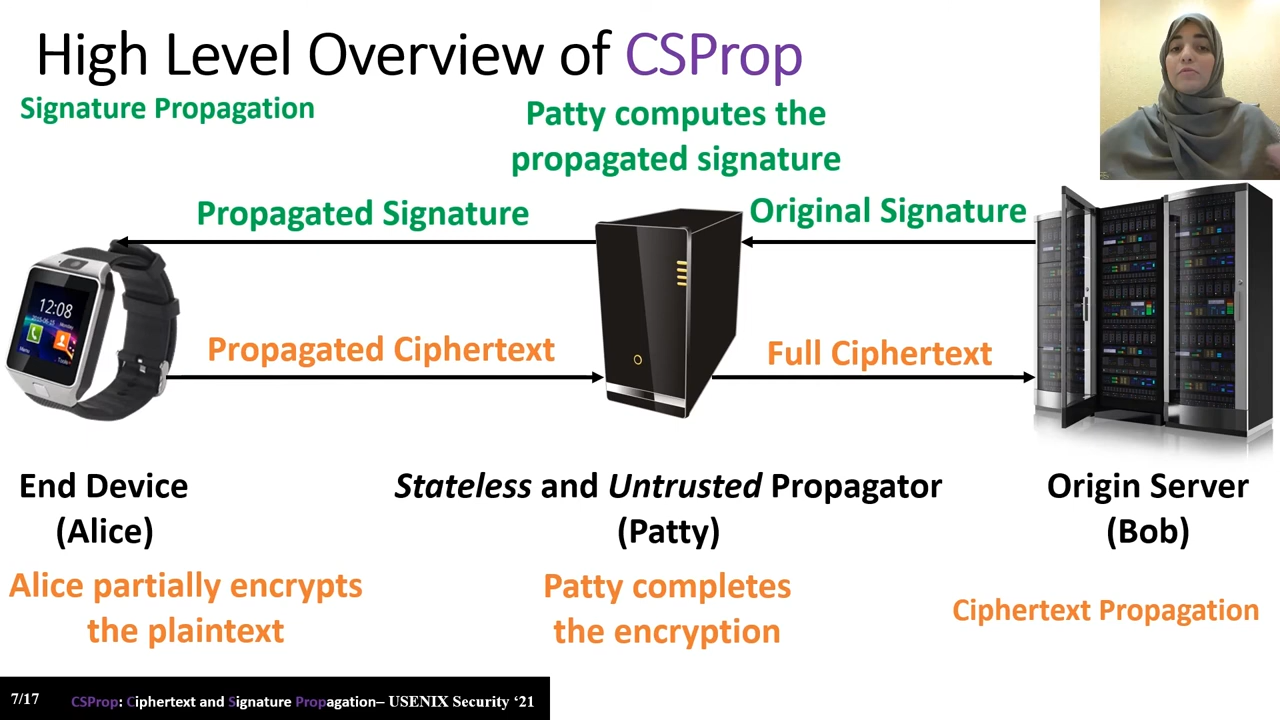 High Level Overview of CSProp
Signature Propagation
Patty computes the
propagated signature
Propagated Signature
Original Signature
12:08
Propagated Ciphertext
Full Ciphertext
End Device
(Alice)
Stateless and Untrusted Propagator
(Patty)
Origin Server
(Bob)
Alice partially encrypts
the plaintext
Patty completes
the encryption
Ciphertext Propagation
7/17
CSProp: Ciphertext and Signature Propagation– USENIX Security ‘21